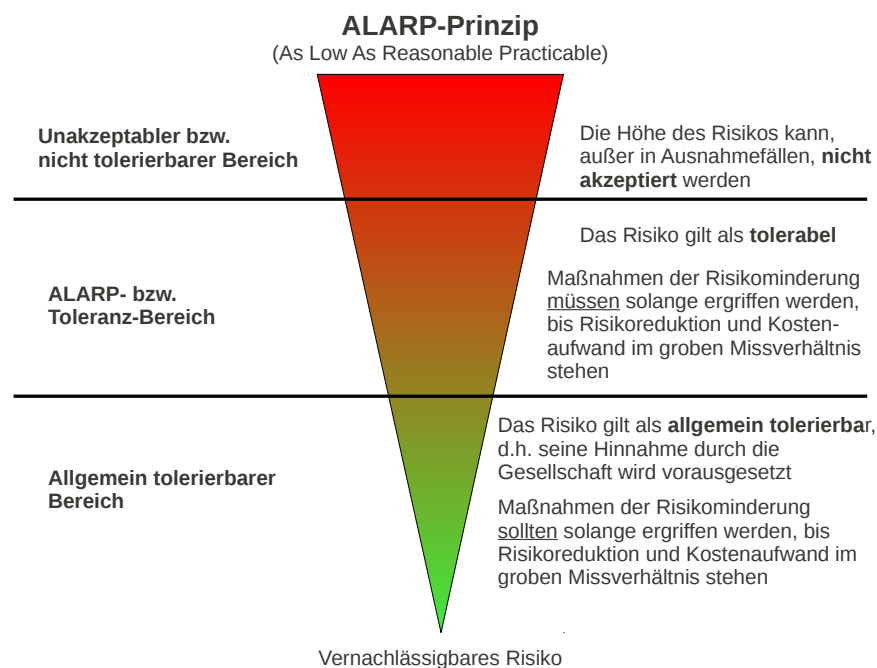 ALARP-Prinzip
(As Low As Reasonable Practicable)
Unakzeptabler bzw.
nicht tolerierbarer Bereich
Die Höhe des Risikos kann,
außer in Ausnahmefällen, nicht
akzeptiert werden
ALARP- bzw.
Toleranz-Bereich
Das Risiko gilt als tolerabel
Maßnahmen der Risikominderung
müssen solange ergriffen werden,
bis Risikoreduktion und Kosten-
aufwand im groben Missverhältnis
stehen
Allgemein tolerierbarer
Bereich
Das Risiko gilt als allgemein tolerierbar,
d.h. seine Hinnahme durch die
Gesellschaft wird vorausgesetzt
Maßnahmen der Risikominderung
sollten solange ergriffen werden, bis
Risikoreduktion und Kostenaufwand im
groben Missverhältnis stehen
Vernachlässigbares Risiko